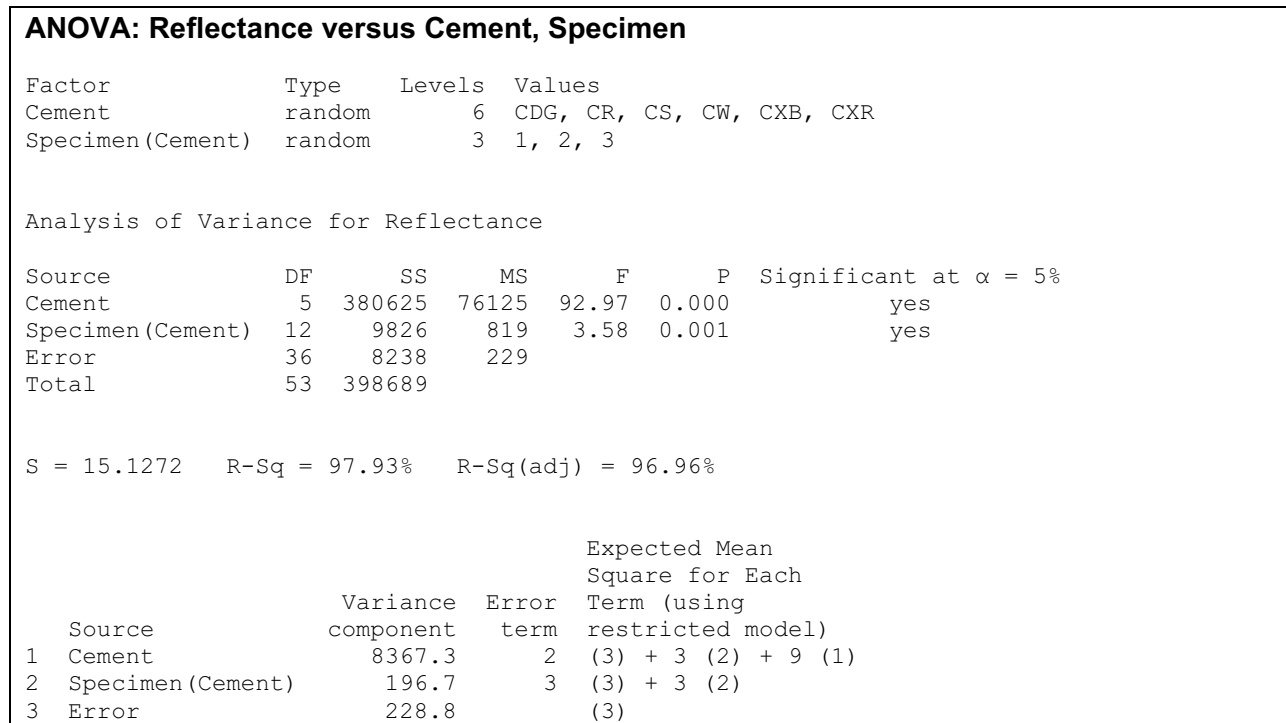 ANOVA: Reflectance versus Cement, Specimen
Factor Type Levels Values
Cement random 6 CDG, CR, CS, CW, CXB, CXR
Specimen(Cement) random 3 1, 2, 3
Analysis of Variance for Reflectance
Source DF SS MS F P Significant at α = 5%
Cement 5 380625 76125 92.97 0.000 yes
Specimen(Cement) 12 9826 819 3.58 0.001 yes
Error 36 8238 229
Total 53 398689
S = 15.1272 R-Sq = 97.93% R-Sq(adj) = 96.96%
Expected Mean
Square for Each
Variance Error Term (using
Source component term restricted model)
1 Cement 8367.3 2 (3) + 3 (2) + 9 (1)
2 Specimen(Cement) 196.7 3 (3) + 3 (2)
3 Error 228.8 (3)